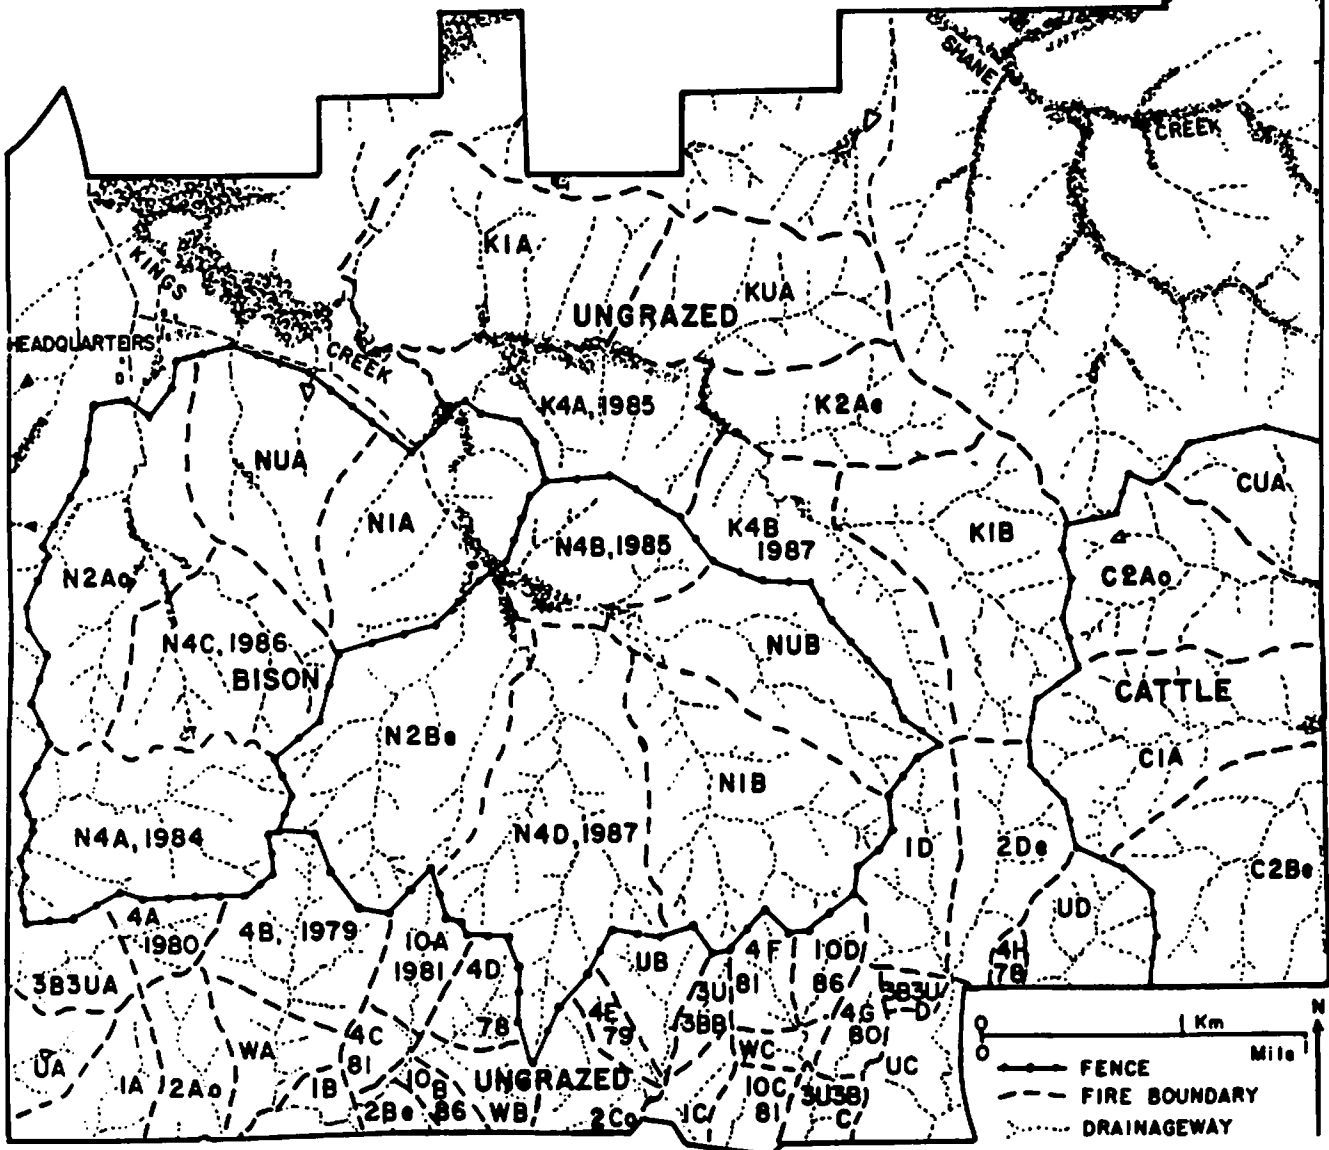 SHANE
CREEK
KINGS
CREEK
K1A
KUA
UNGRAZED
HEADQUARTERS
K4A, 1985
K2Ae
NUA
CUA
N1A
N4B, 1985
K4B
1987
K1B
N2Ao
C2Ao
N4C, 1986
BISON
NUB
CATTLE
N2Be
C1A
N1B
N4A, 1984
N4D, 1987
1D
2De
C2Be
UD
4A
1980
4B, 1979
10A
1981
4D
78
UB
4F
81
10D
86
4H
78
3B3UA
3U
3BB
3B3U
F-D
4E
79
4G
80
4C
81
WC
UC
UA
WA
1A
2Ao
1B
2Be
10B
86
UNGRAZED
WB
2Co
1C
10C
81
3U3B
C
N
0
1 Km
0
Mile 1
FENCE
FIRE BOUNDARY
DRAINAGEWAY